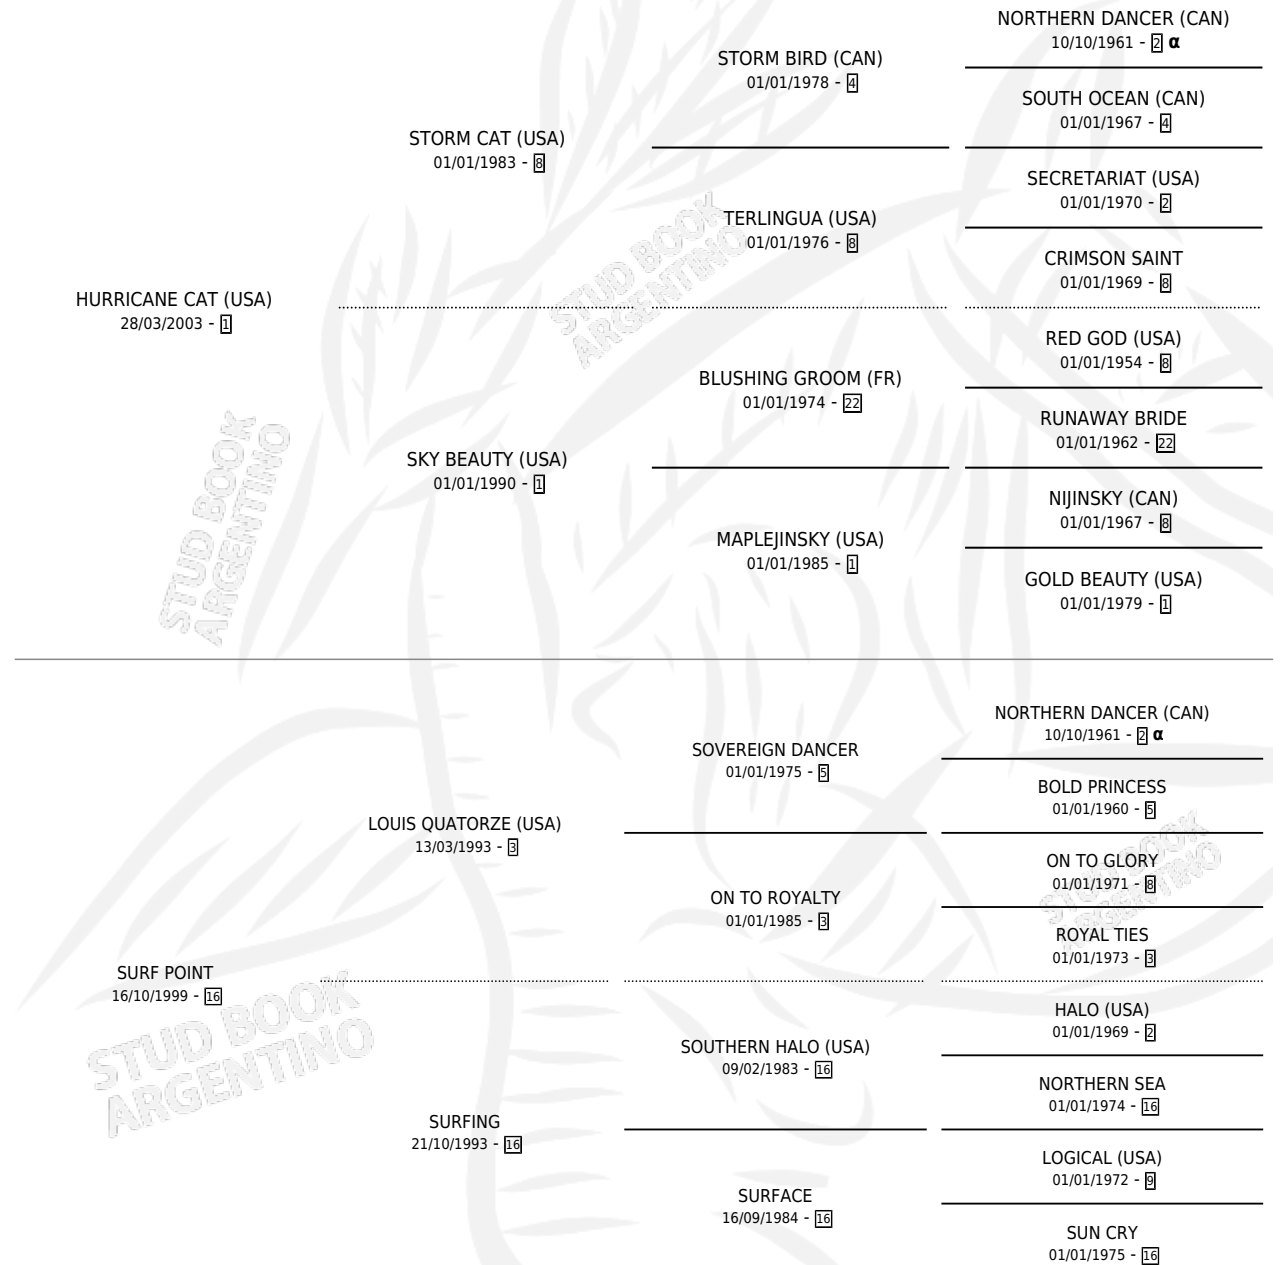 NORTHERN DANCER (CAN)
10/10/1961 - 2 α
STORM BIRD (CAN)
01/01/1978 - 4
SOUTH OCEAN (CAN)
01/01/1967 - 4
STORM CAT (USA)
01/01/1983 - 8
SECRETARIAT (USA)
01/01/1970 - 2
TERLINGUA (USA)
01/01/1976 - 8
CRIMSON SAINT
01/01/1969 - 8
HURRICANE CAT (USA)
28/03/2003 - 1
RED GOD (USA)
01/01/1954 - 8
BLUSHING GROOM (FR)
01/01/1974 - 22
RUNAWAY BRIDE
01/01/1962 - 22
SKY BEAUTY (USA)
01/01/1990 - 1
NIJINSKY (CAN)
01/01/1967 - 8
MAPLEJINSKY (USA)
01/01/1985 - 1
GOLD BEAUTY (USA)
01/01/1979 - 1
NORTHERN DANCER (CAN)
10/10/1961 - 2 α
SOVEREIGN DANCER
01/01/1975 - 5
BOLD PRINCESS
01/01/1960 - 5
LOUIS QUATORZE (USA)
13/03/1993 - 3
ON TO GLORY
01/01/1971 - 8
ON TO ROYALTY
01/01/1985 - 3
ROYAL TIES
01/01/1973 - 3
SURF POINT
16/10/1999 - 16
HALO (USA)
01/01/1969 - 2
SOUTHERN HALO (USA)
09/02/1983 - 16
NORTHERN SEA
01/01/1974 - 16
SURFING
21/10/1993 - 16
LOGICAL (USA)
01/01/1972 - 9
SURFACE
16/09/1984 - 16
SUN CRY
01/01/1975 - 16
STUD BOOK
ARGENTINO
STUD BOOK
ARGENTINO
STUD BOOK
ARGENTINO
STUD BOOK
ARGENTINO